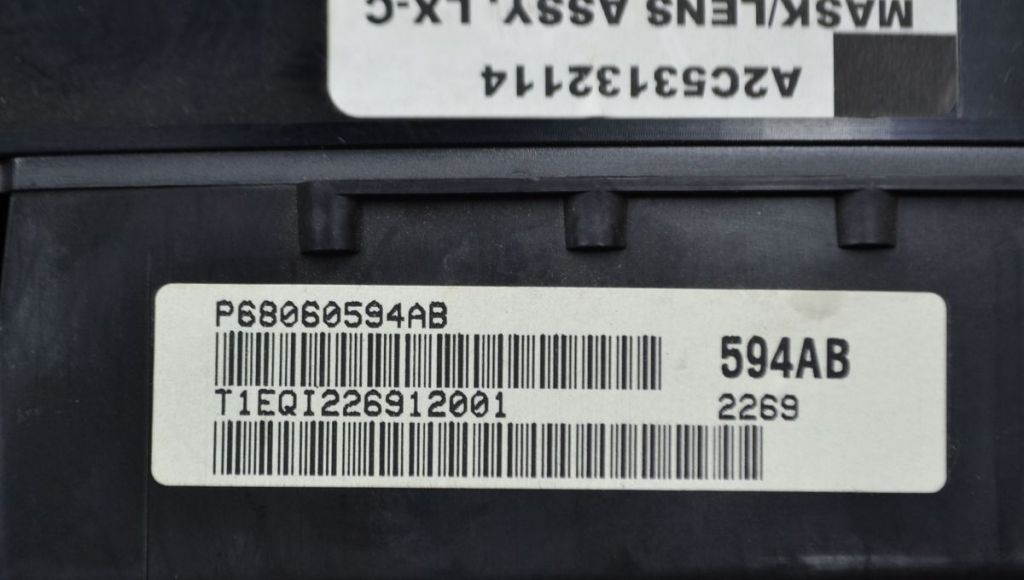 MASK/LENS ASSY, LX-C
A2C53132114
P68060594AB
594AB
T1EQI226912001
2269